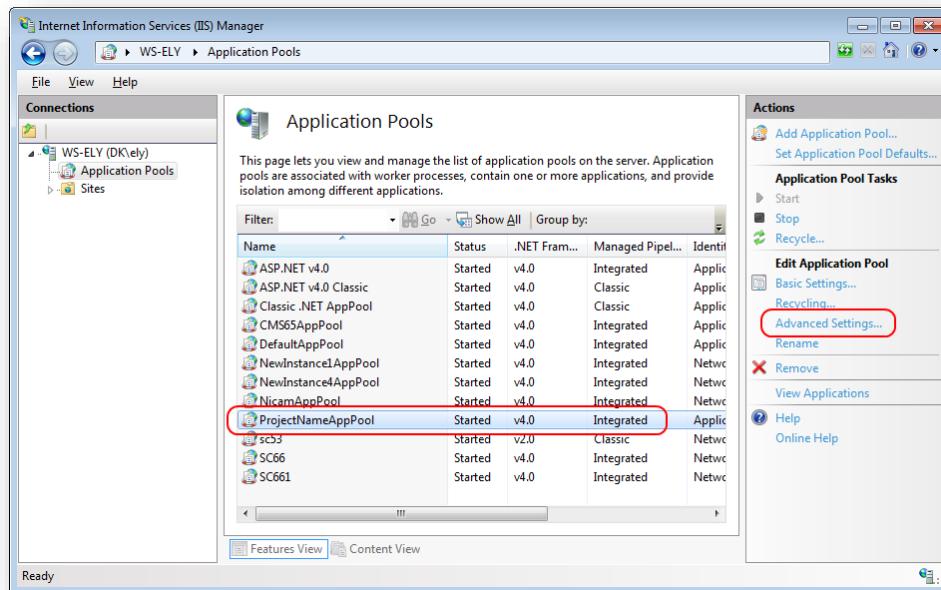 Internet Information Services (IIS) Manager
WS-ELY Application Pools
File View Help
Connections
WS-ELY (DK\ely)
Application Pools
Sites
Application Pools
This page lets you view and manage the list of application pools on the server. Application
pools are associated with worker processes, contain one or more applications, and provide
isolation among different applications.
Filter: Go Show All Group by:
Name Status .NET Fram... Managed Pipel... Identit
ASP.NET v4.0 Started v4.0 Integrated Applic
ASP.NET v4.0 Classic Started v4.0 Classic Applic
Classic .NET AppPool Started v4.0 Classic Applic
CMS65AppPool Started v4.0 Integrated Applic
DefaultAppPool Started v4.0 Integrated Applic
NewInstance1AppPool Started v4.0 Integrated Netwo
NewInstance4AppPool Started v4.0 Integrated Netwo
NicamAppPool Started v4.0 Integrated Netwo
ProjectNameAppPool Started v4.0 Integrated Applic
sc53 Started v2.0 Classic Netwo
SC66 Started v4.0 Integrated Netwo
SC661 Started v4.0 Integrated Netwo
Features View Content View
Actions
Add Application Pool...
Set Application Pool Defaults...
Application Pool Tasks
Start
Stop
Recycle...
Edit Application Pool
Basic Settings...
Recycling...
Advanced Settings...
Rename
Remove
View Applications
Help
Online Help
Ready